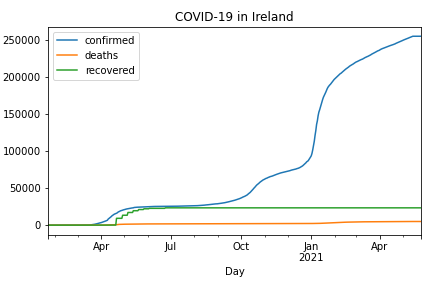 COVID-19 in Ireland
confirmed
deaths
recovered
250000
200000
150000
100000
50000
0
Apr
Jul
Oct
Jan
2021
Apr
Day